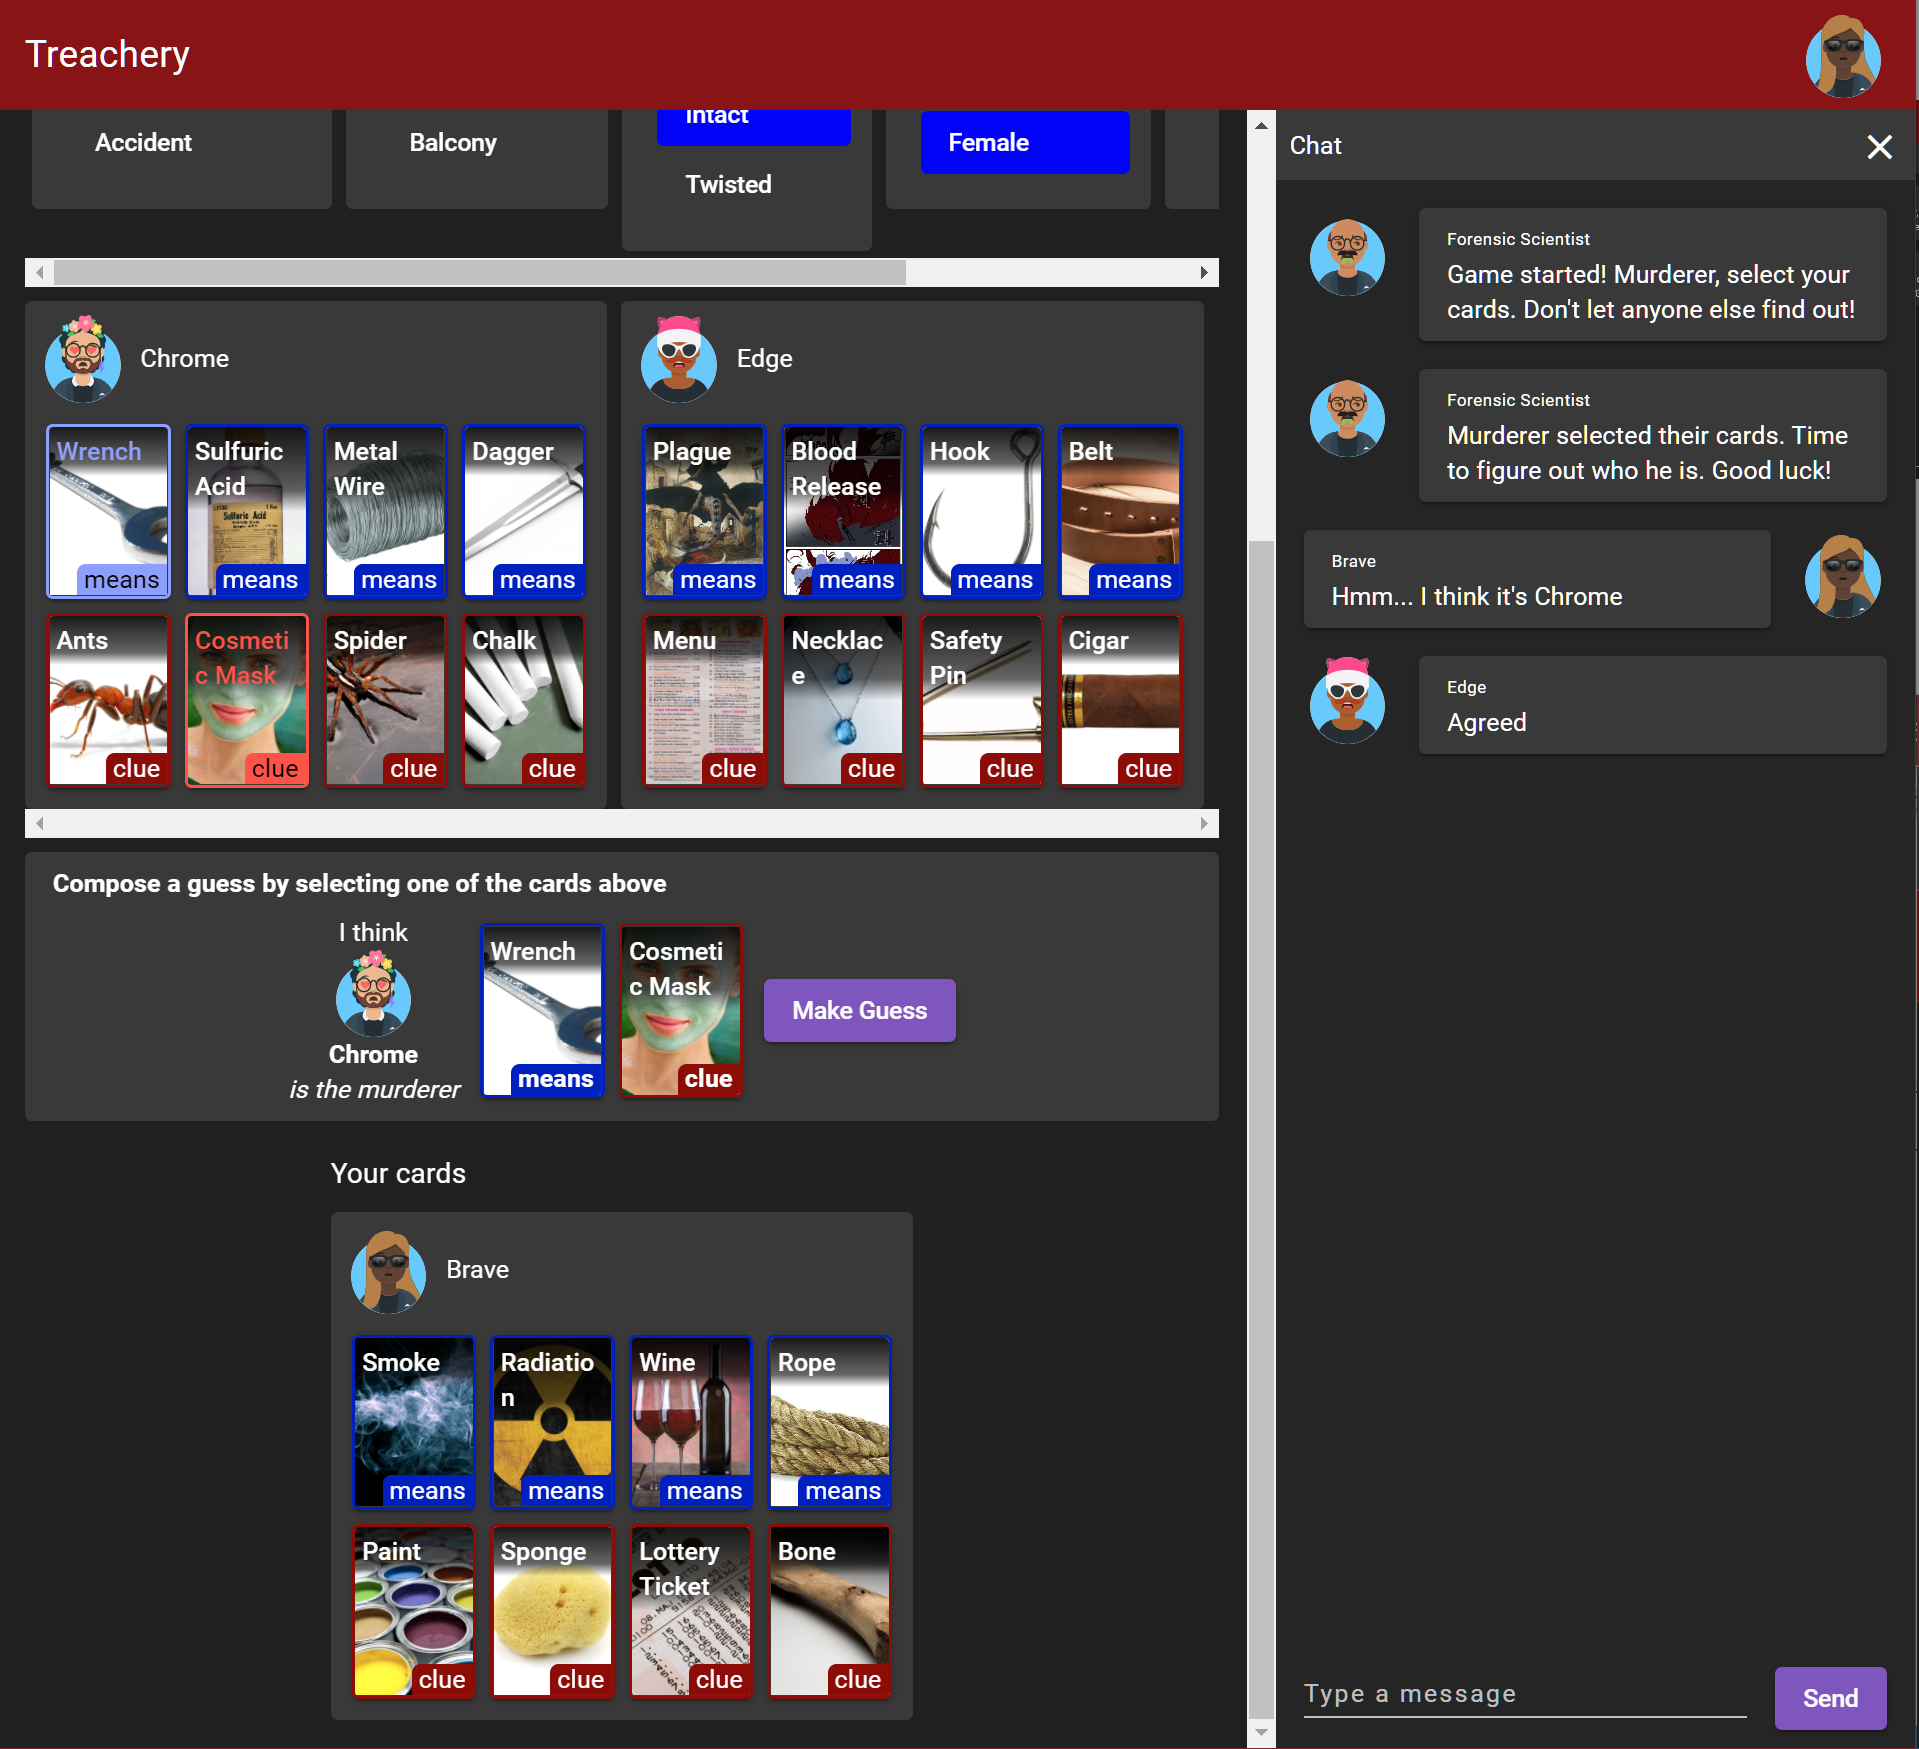 Treachery
Accident
Balcony
Intact
Twisted
Female
Chrome
Wrench
means
Sulfuric
Acid
Sulfuric Acid
means
Metal
Wire
means
Dagger
means
Ants
clue
Cosmeti
c Mask
clue
Spider
clue
Chalk
clue
Edge
Plague
means
Blood
Release
means
Hook
means
Belt
means
Menu
clue
Necklac
e
clue
Safety
Pin
clue
Cigar
clue
Compose a guess by selecting one of the cards above
I think
Chrome
is the murderer
Wrench
means
Cosmeti
c Mask
clue
Make Guess
Your cards
Brave
Smoke
means
Radiatio
n
means
Wine
means
Rope
means
Paint
clue
Sponge
clue
Lottery
Ticket
clue
Bone
clue
Chat
Forensic Scientist
Game started! Murderer, select your
cards. Don't let anyone else find out!
Forensic Scientist
Murderer selected their cards. Time
to figure out who he is. Good luck!
Brave
Hmm... I think it's Chrome
Edge
Agreed
Type a message
Send